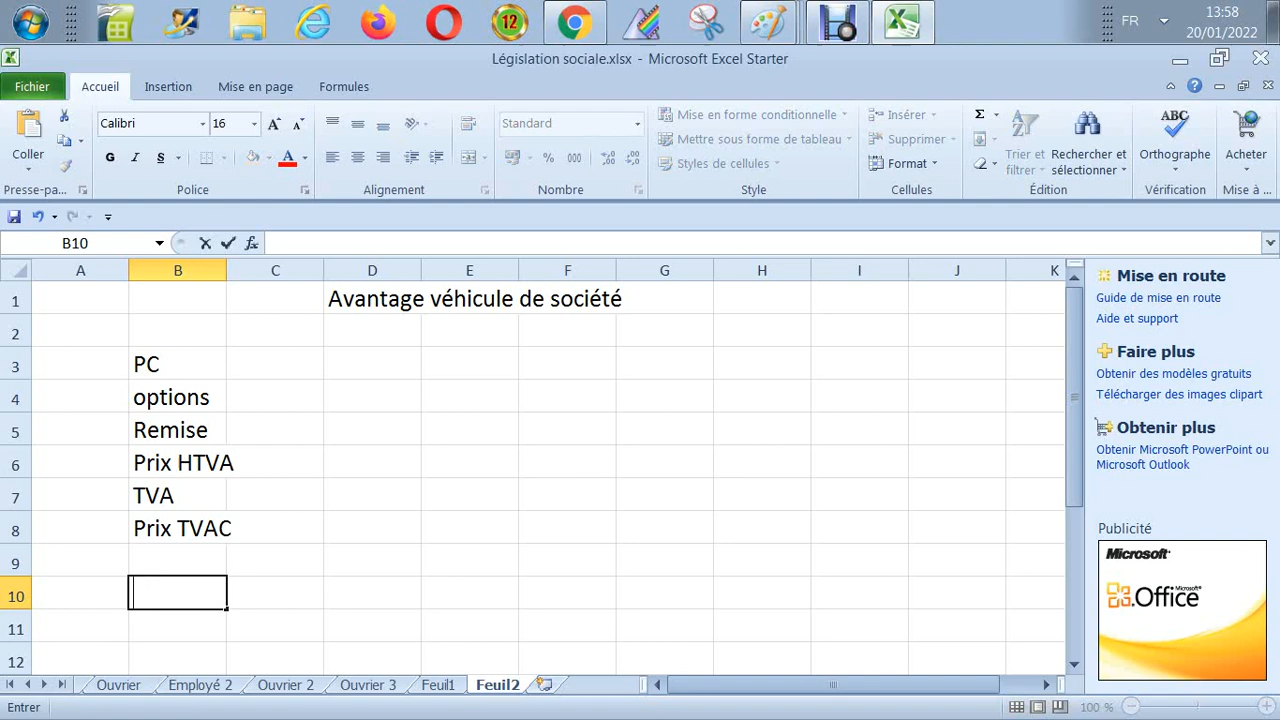 12
FR
13:58
20/01/2022
Législation sociale.xlsx - Microsoft Excel Starter
Fichier
Accueil
Insertion
Mise en page
Formules
Coller
Presse-pa...
Calibri
16
G I S
A
Police
Alignement
Standard
% 000
Nombre
Mise en forme conditionnelle
Mettre sous forme de tableau
Styles de cellules
Style
Insérer
Supprimer
Format
Cellules
Σ
Trier et filtrer
Rechercher et sélectionner
Édition
ABC
Orthographe
Vérification
Acheter
Mise à ...
B10
fx
A B C D E F G H I J K
1 Avantage véhicule de société
2
3 PC
4 options
5 Remise
6 Prix HTVA
7 TVA
8 Prix TVAC
9
10
11
12
Mise en route
Guide de mise en route
Aide et support
Faire plus
Obtenir des modèles gratuits
Télécharger des images clipart
Obtenir plus
Obtenir Microsoft PowerPoint ou
Microsoft Outlook
Publicité
Microsoft
Office
Ouvrier
Employé 2
Ouvrier 2
Ouvrier 3
Feuil1
Feuil2
Entrer
100 %